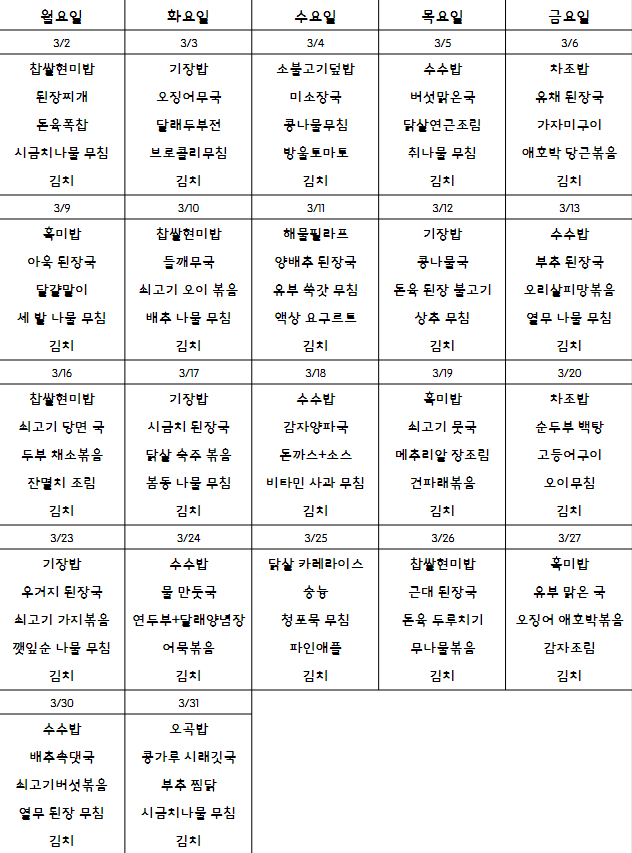 월요일 화요일 수요일 목요일 금요일
3/2 3/3 3/4 3/5 3/6
찹쌀현미밥 기장밥 소불고기덮밥 수수밥 차조밥
된장찌개 오징어무국 미소장국 버섯맑은국 유채 된장국
돈육폭찹 달래두부전 콩나물무침 닭살연근조림 가자미구이
시금치나물 무침 브로콜리무침 방울토마토 취나물 무침 애호박 당근볶음
김치 김치 김치 김치
3/9 3/10 3/11 3/12 3/13
흑미밥 찹쌀현미밥 해물필라프 기장밥 수수밥
아욱 된장국 들깨무국 양배추 된장국 콩나물국 부추 된장국
달걀말이 쇠고기 오이 볶음 유부 쑥갓 무침 돈육 된장 불고기 오리살피망볶음
세 발 나물 무침 배추 나물 무침 액상 요구르트 상추 무침 열무 나물 무침
김치 김치 김치 김치 김치
3/16 3/17 3/18 3/19 3/20
찹쌀현미밥 기장밥 수수밥 흑미밥 차조밥
쇠고기 당면 국 시금치 된장국 감자양파국 쇠고기 뭇국 순두부 백탕
두부 채소볶음 닭살 숙주 볶음 돈까스+소스 메추리알 장조림 고등어구이
잔멸치 조림 봄동 나물 무침 비타민 사과 무침 건파래볶음 오이무침
김치 김치 김치 김치 김치
3/23 3/24 3/25 3/26 3/27
기장밥 수수밥 닭살 카레라이스 찹쌀현미밥 흑미밥
우거지 된장국 물 만둣국 숭늉 근대 된장국 유부 맑은 국
쇠고기 가지볶음 연두부+달래양념장 청포묵 무침 돈육 두루치기 오징어 애호박볶음
깻잎순 나물 무침 어묵볶음 파인애플 무나물볶음 감자조림
김치 김치 김치 김치 김치
3/30 3/31
수수밥 오곡밥
배추속댓국 콩가루 시래깃국
쇠고기버섯볶음 부추 찜닭
열무 된장 무침 시금치나물 무침
김치 김치